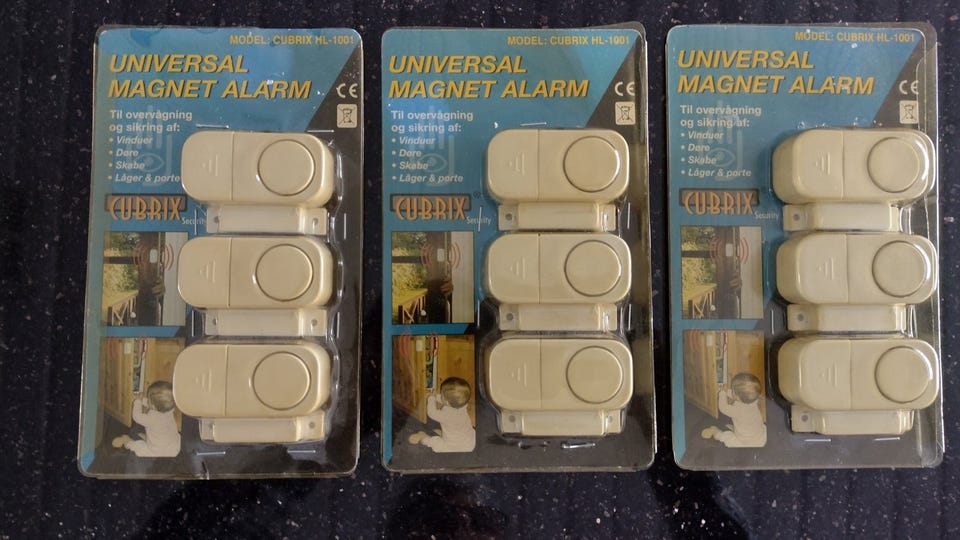 MODEL: CUBRIX HL-1001
UNIVERSAL
MAGNET ALARM
CE
Til overvågning
og sikring af:
• Vinduer
• Døre
• Skabe
• Låger & porte
CUBRIX
Security
MODEL: CUBRIX HL-1001
UNIVERSAL
MAGNET ALARM
CE
Til overvågning
og sikring af:
• Vinduer
• Døre
• Skabe
• Låger & porte
CUBRIX
Security
MODEL: CUBRIX HL-1001
UNIVERSAL
MAGNET ALARM
CE
Til overvågning
og sikring af:
• Vinduer
• Døre
• Skabe
• Låger & porte
CUBRIX
Security